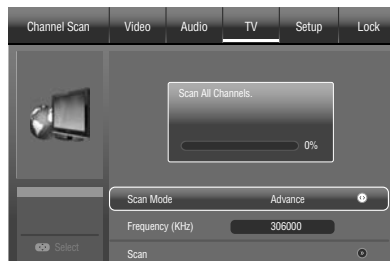 Channel Scan Video Audio TV Setup Lock
Scan All Channels.
0%
Scan Mode Advance
Frequency (KHz) 306000
Select
Scan